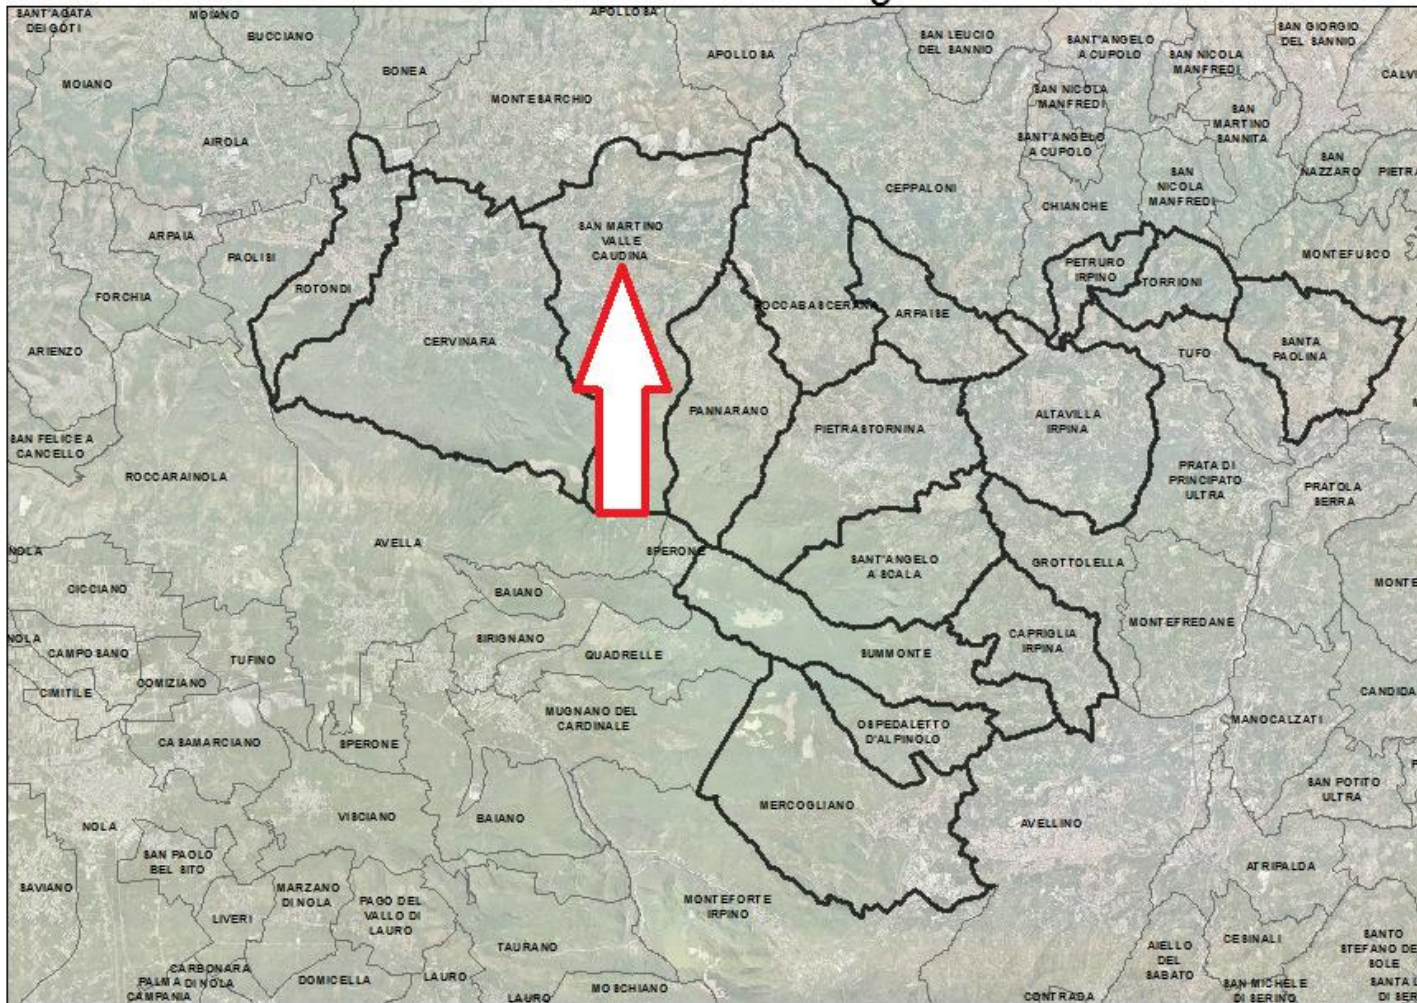 SANT'AGATA
DEI GOTI
MOIANO
BUCCIANO
APOLLOSA
g
MOIANO
BONEA
APOLLOSA
SAN LEUCIO
DEL SANNIO
SANT'ANGELO
A CUPOLO
SAN NICOLA
MANFREDI
SAN GIORGIO
DEL SANNIO
MONTESARCHIO
SAN NICOLA
MANFREDI
SAN
MARTINO
SANNITA
AIROLA
SANT'ANGELO
A CUPOLO
SAN
NAZZARO
CEPPALONI
SAN
NICOLA
MANFREDI
CHIANCHE
ARPAIA
PAOLISI
SAN MARTINO
VALLE
CAUDINA
MONTEFUSCO
FORCHIA
ROTONDI
PETRURO
IRPINO
TORRIONI
ROCCABASCERANA
ARPAISE
ARIENZO
CERVINARA
TUFO
SANTA
PAOLINA
PANNARANO
PIETRASTORNINA
ALTAVILLA
IRPINA
SAN FELICE A
CANCELLO
ROCCARAINOLA
PRATA DI
PRINCIPATO
ULTRA
PRATOLA
SERRA
AVELLA
SPERONE
SANT'ANGELO
A SCALA
GROTTOLELLA
NOLA
CICCIANO
BAIANO
MONTE
MONTEFREDANE
NOLA
CAMPOSANO
TUFINO
SIRIGNANO
QUADRELLE
SUMMONTE
CAPRIGLIA
IRPINA
CIMITILE
COMIZIANO
CANDIDA
MUGNANO DEL
CARDINALE
OSPEDALETTO
D'ALPINOLO
MANOCALZATI
CASAMARCIANO
SPERONE
SAN POTITO
ULTRA
NOLA
VISCIANO
BAIANO
MERCOGLIANO
AVELLINO
SAN PAOLO
BEL SITO
ATRIPALDA
SAVIANO
LIVERI
MARZANO
DI NOLA
PAGO DEL
VALLO DI
LAURO
MONTEFORTE
IRPINO
TAURANO
AIELLO
DEL
SABATO
CESINALI
SANTO
STEFANO DE
SOLE
PALMA
CAMPANIA
CARBONARA
DI NOLA
DOMICELLA
LAURO
LAURO
MOSCHIANO
CONTRADA
SAN MICHELE
DI SERINO